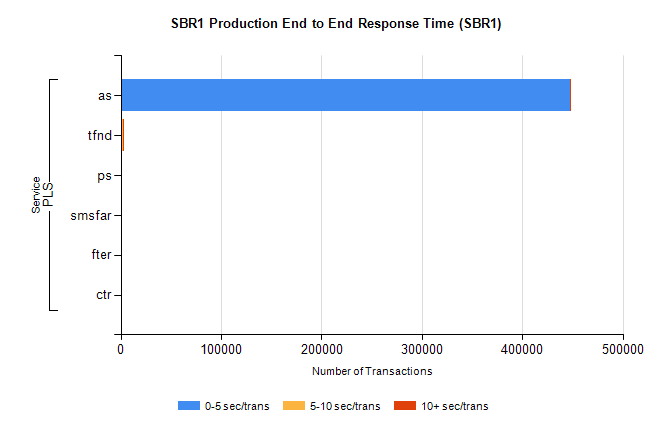 SBR1 Production End to End Response Time (SBR1)
Service
PLS
as
tfnd
ps
smsfar
fter
ctr
0 100000 200000 300000 400000 500000
Number of Transactions
0-5 sec/trans 5-10 sec/trans 10+ sec/trans